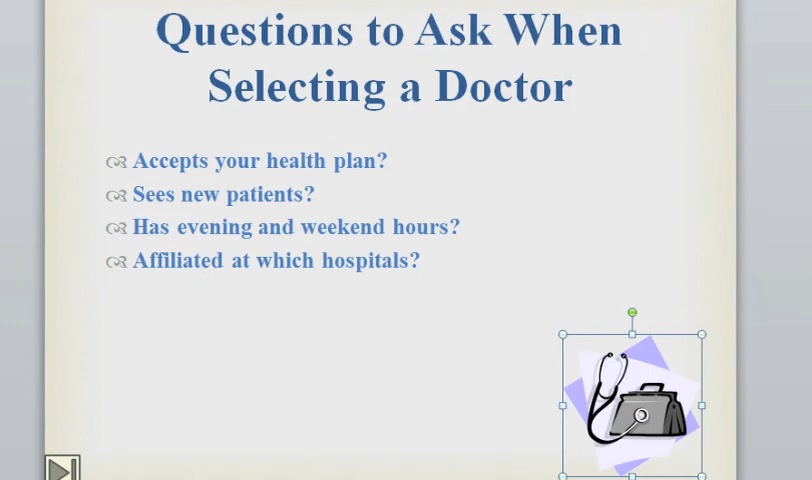 Questions to Ask When
Selecting a Doctor
Accepts your health plan?
Sees new patients?
Has evening and weekend hours?
Affiliated at which hospitals?